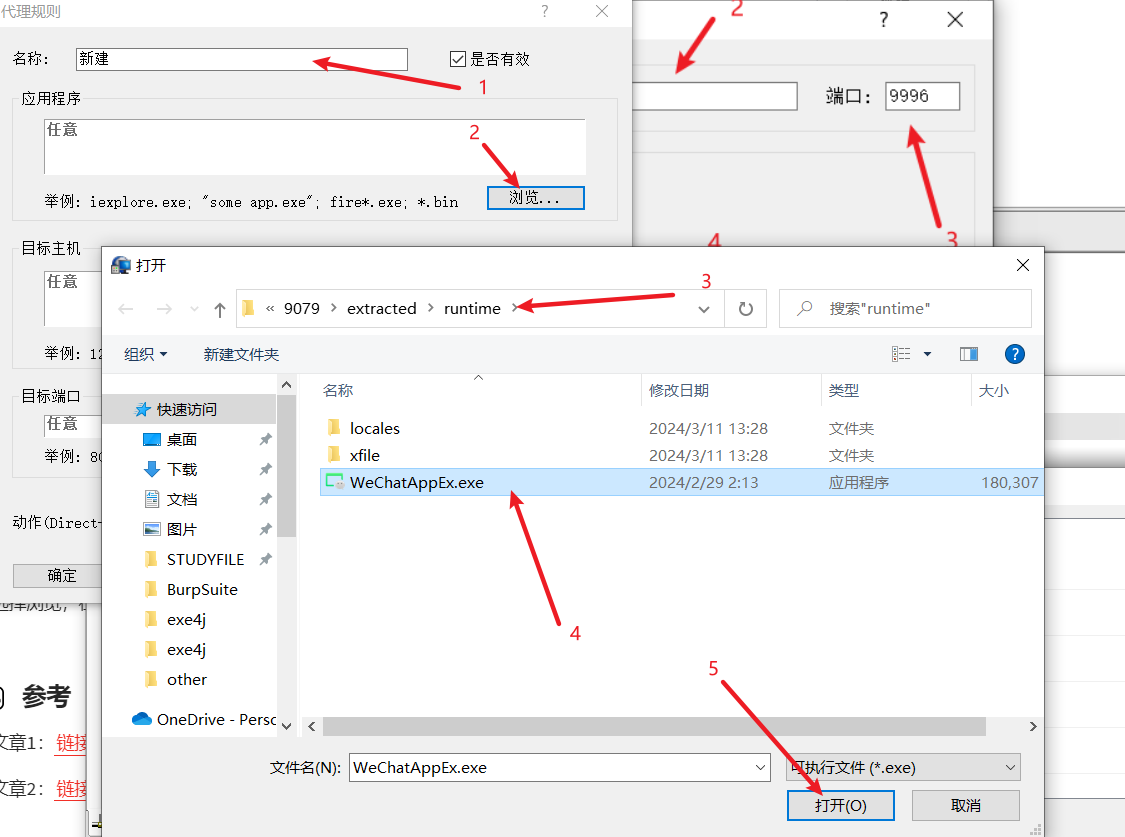 代理规则
?
名称：
新建
是否有效
1
应用程序
任意
2
举例: iexplore.exe; "some app.exe"; fire*.exe; *.bin
浏览...
目标主机
任意
举例: 12
目标端口
任意
举例: 80
动作(Direct
确定
2
?
端口：
9996
3
4
打开
« 9079 › extracted › runtime ›
3
搜索"runtime"
组织
新建文件夹
?
名称 修改日期 类型 大小
快速访问
桌面
下载
文档
图片
STUDYFILE
BurpSuite
exe4j
exe4j
other
OneDrive - Persc
locales 2024/3/11 13:28 文件夹
xfile 2024/3/11 13:28 文件夹
WeChatAppEx.exe 2024/2/29 2:13 应用程序 180,307
4
5
文件名(N):
WeChatAppEx.exe
可执行文件 (*.exe)
打开(O)
取消
参考
文章1：链接
文章2：链接